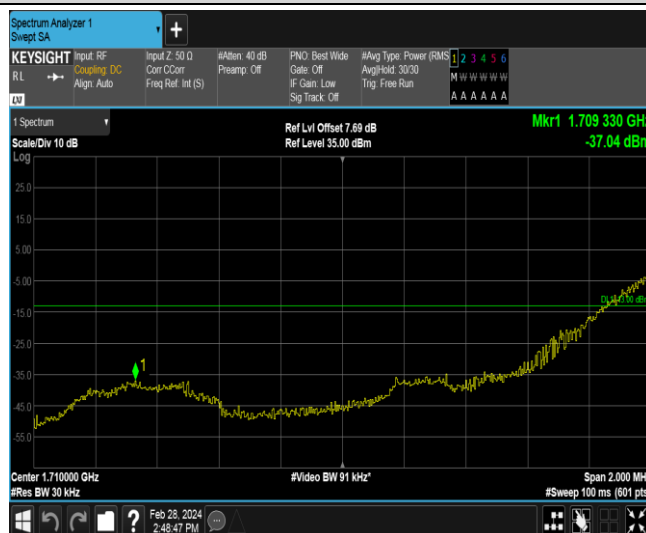 Spectrum Analyzer 1
Swept SA
+
KEYSIGHT Input: RF Input Z: 50 Ω #Atten: 40 dB PNO: Best Wide #Avg Type: Power (RMS 1 2 3 4 5 6
RL Coupling: DC Corr CCorr Preamp: Off Gate: Off Avg|Hold: 30/30 M W W W W W
Align: Auto Freq Ref: Int (S) IF Gain: Low Trig: Free Run
LXI Sig Track: Off A A A A A A
1 Spectrum Ref Lvl Offset 7.69 dB Mkr1 1.709 330 GHz
Scale/Div 10 dB Ref Level 35.00 dBm -37.04 dBm
Log
25.0
15.0
5.00
-5.00
-15.0
-25.0
-35.0
-45.0
-55.0
1
Center 1.710000 GHz #Video BW 91 kHz* Span 2.000 MH
#Res BW 30 kHz #Sweep 100 ms (601 pts
? Feb 28, 2024
2:48:47 PM